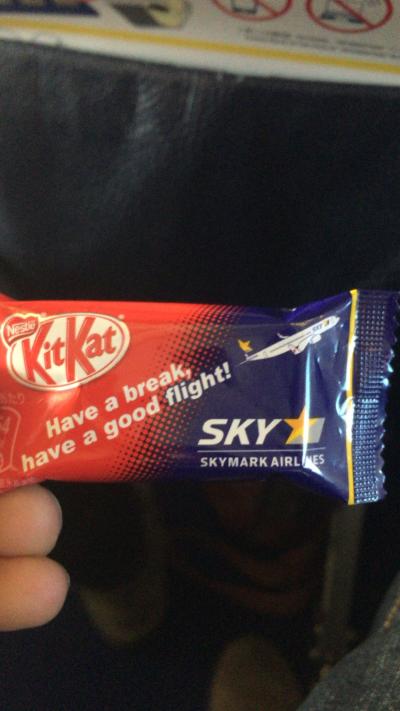 Nestlé
KitKat
Have a break,
have a good flight!
SKY
SKYMARK AIRLINES